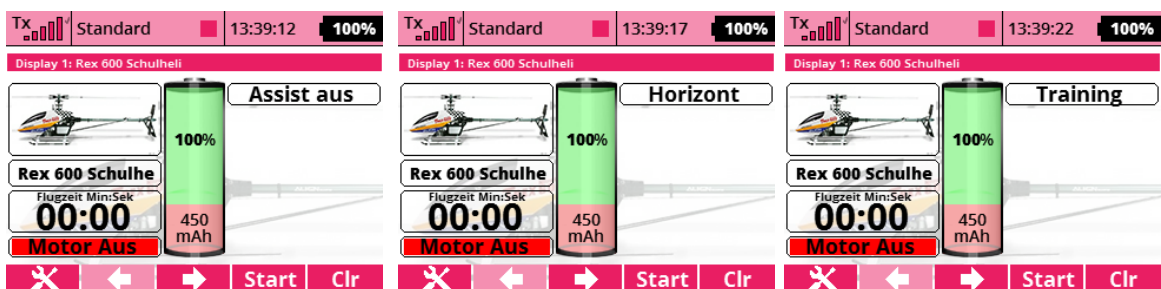 Tx Standard 13:39:12 100%
Display 1: Rex 600 Schulheli
Assist aus
100%
Rex 600 Schulhe
Flugzeit Min:Sek
00:00
450
mAh
Motor Aus
Start Clr
Tx Standard 13:39:17 100%
Display 1: Rex 600 Schulheli
Horizont
100%
Rex 600 Schulhe
Flugzeit Min:Sek
00:00
450
mAh
Motor Aus
Start Clr
Tx Standard 13:39:22 100%
Display 1: Rex 600 Schulheli
Training
100%
Rex 600 Schulhe
Flugzeit Min:Sek
00:00
450
mAh
Motor Aus
Start Clr